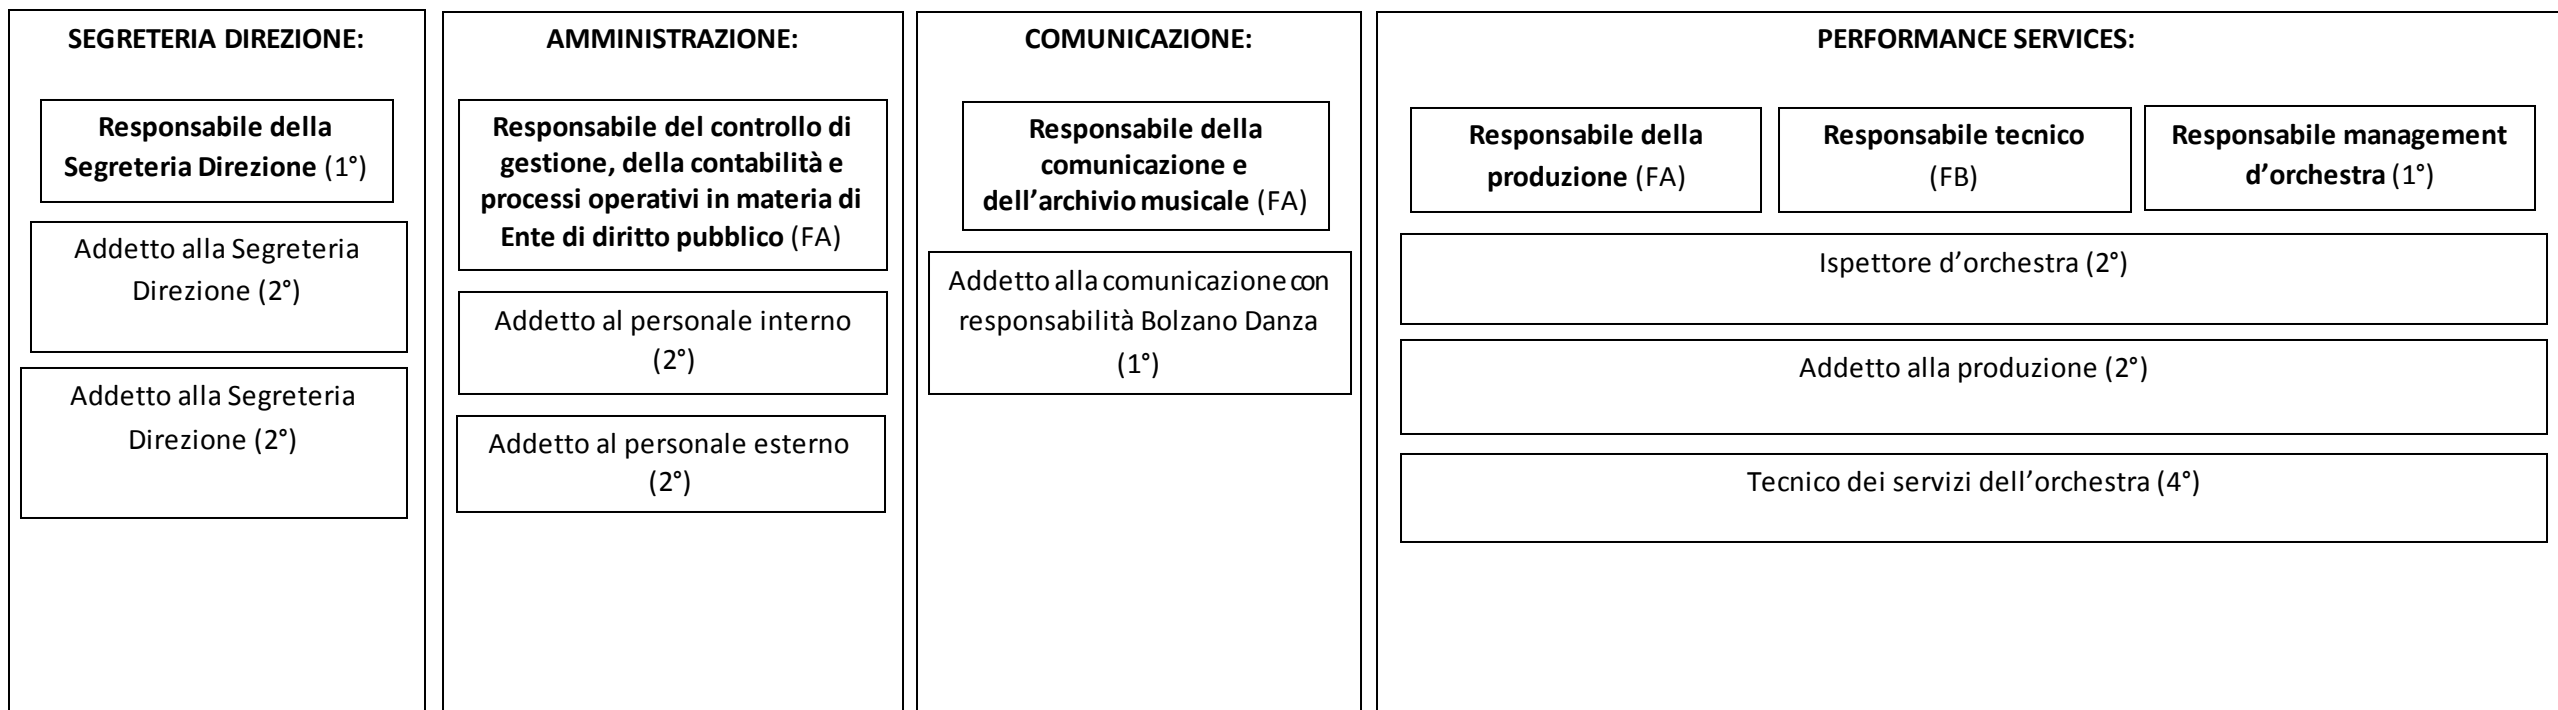 SEGRETERIA DIREZIONE:
Responsabile della
Segreteria Direzione (1°)
Addetto alla Segreteria
Direzione (2°)
Addetto alla Segreteria
Direzione (2°)
AMMINISTRAZIONE:
Responsabile del controllo di
gestione, della contabilità e
processi operativi in materia di
Ente di diritto pubblico (FA)
Addetto al personale interno
(2°)
Addetto al personale esterno
(2°)
COMUNICAZIONE:
Responsabile della
comunicazione e
dell’archivio musicale (FA)
Addetto alla comunicazione con
responsabilità Bolzano Danza
(1°)
PERFORMANCE SERVICES:
Responsabile della
produzione (FA)
Responsabile tecnico
(FB)
Responsabile management
d’orchestra (1°)
Ispettore d’orchestra (2°)
Addetto alla produzione (2°)
Tecnico dei servizi dell’orchestra (4°)